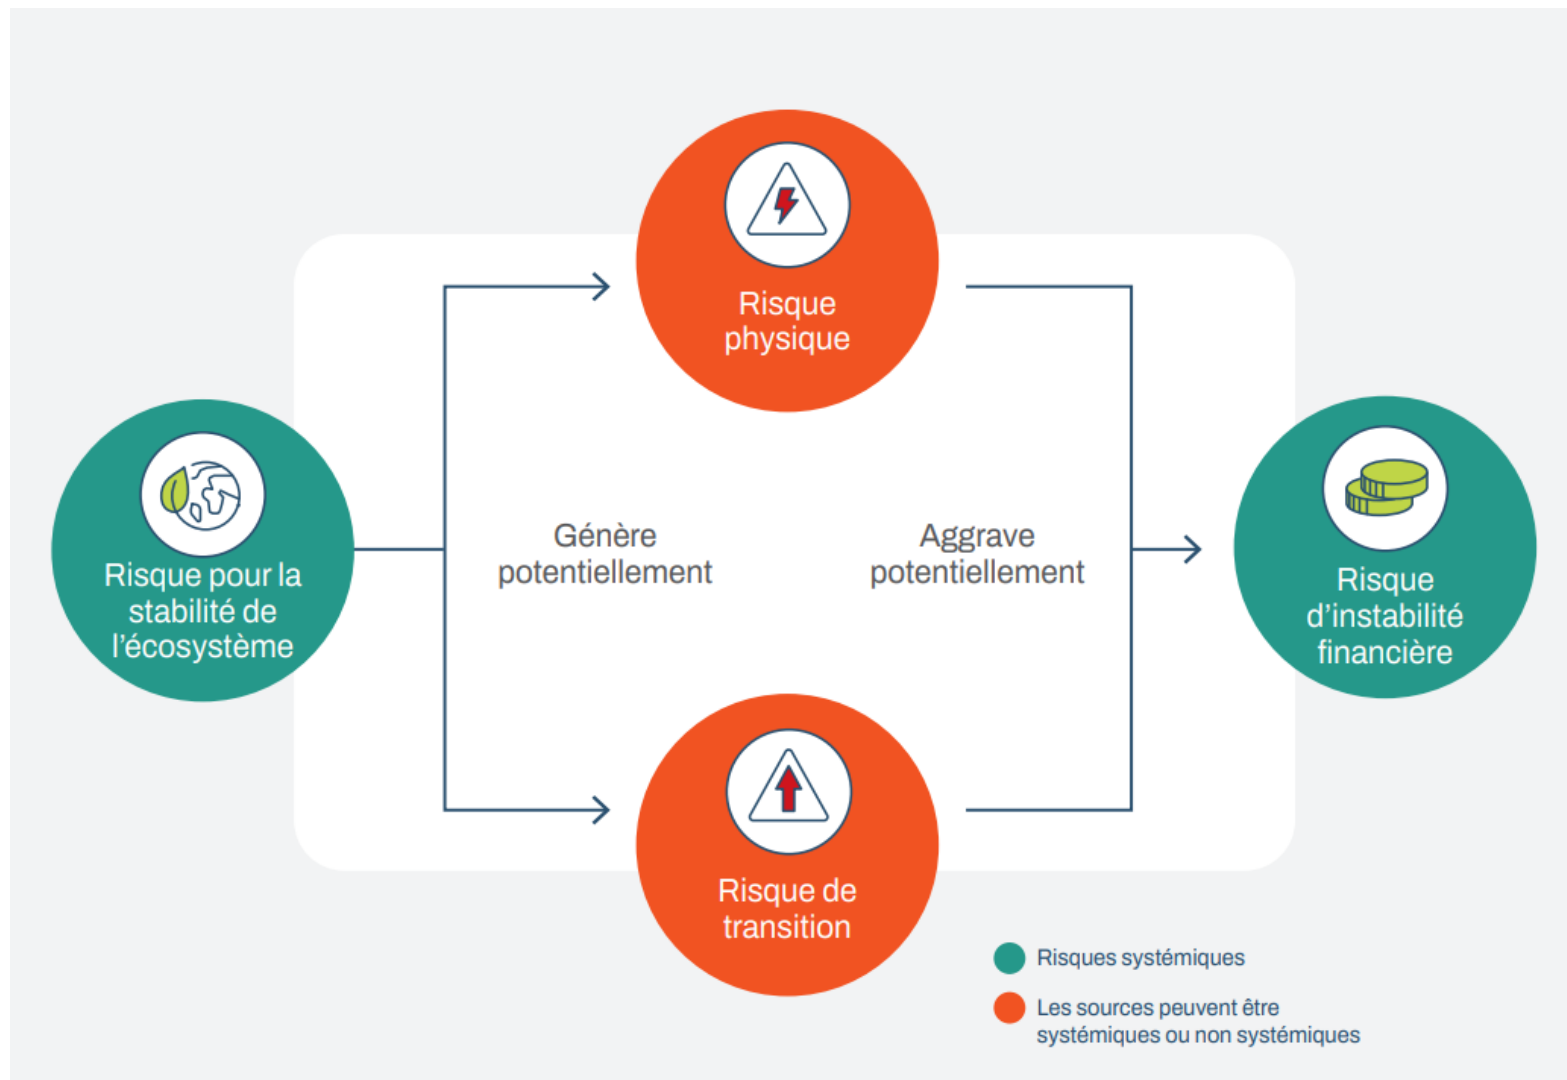 Risque
physique
Risque pour la
stabilité de
l’écosystème
Génère
potentiellement
Aggrave
potentiellement
Risque
d’instabilité
financière
Risque de
transition
Risques systémiques
Les sources peuvent être
systémiques ou non systémiques